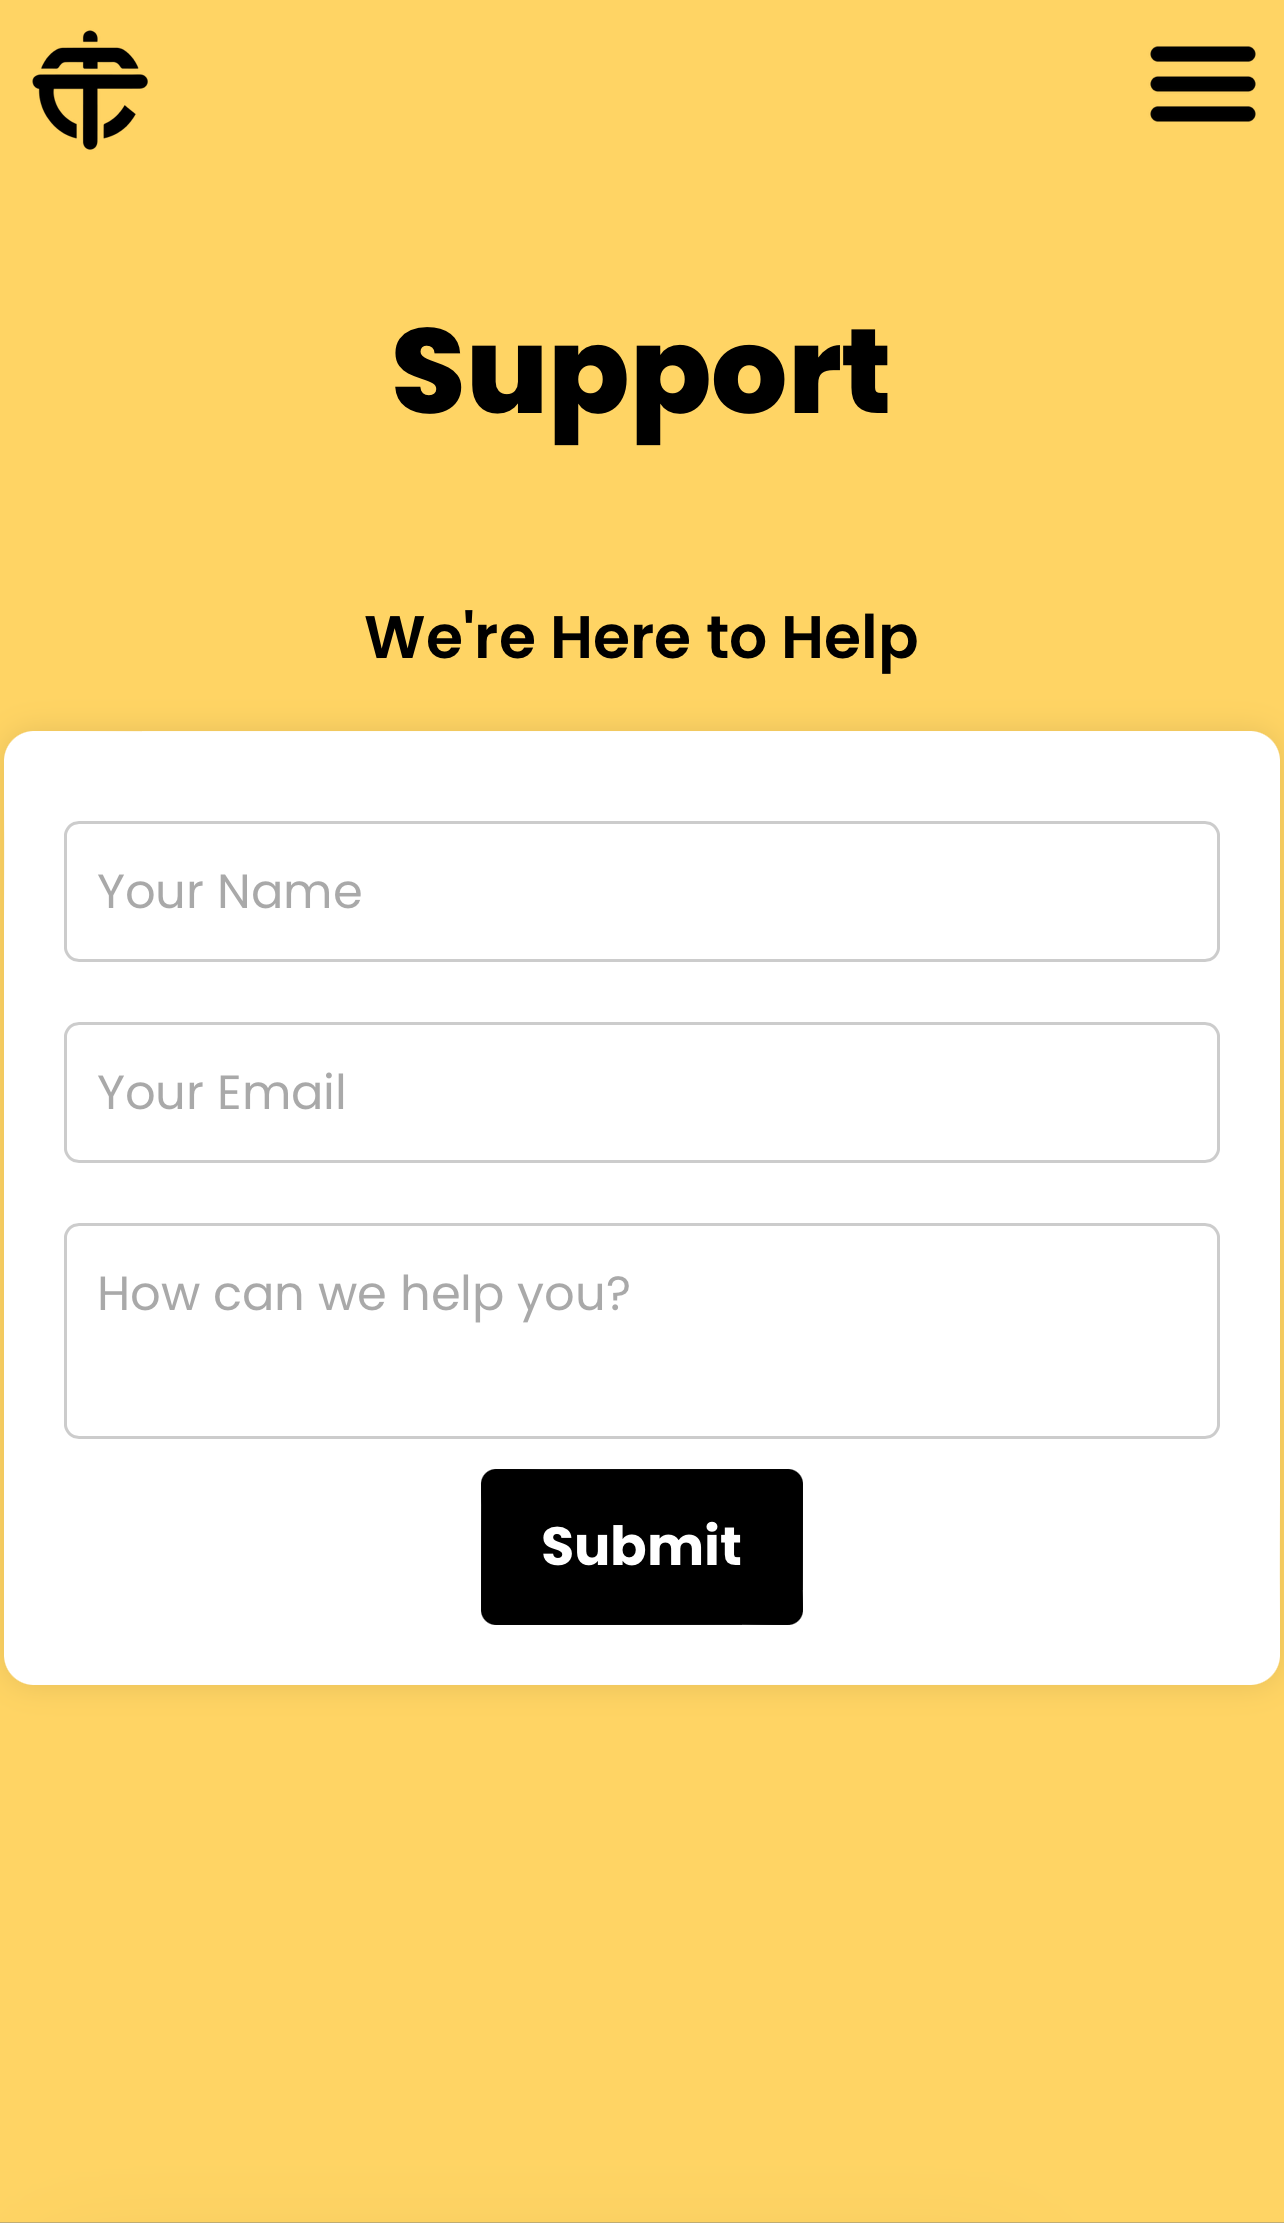 Support
We're Here to Help
Your Name
Your Email
How can we help you?
Submit